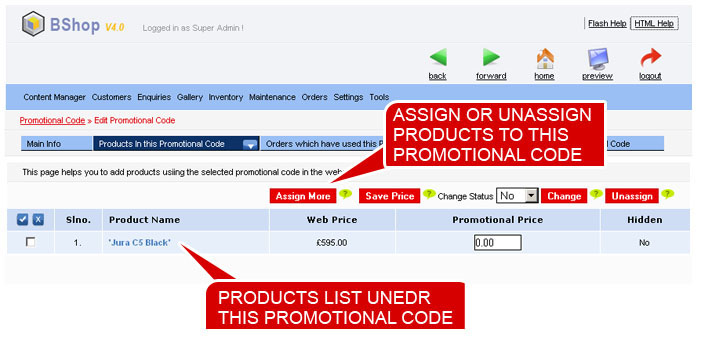 BShop V4.0
Logged in as Super Admin !
Flash Help HTML Help
back forward home preview logout
Content Manager Customers Enquiries Gallery Inventory Maintenance Orders Settings Tools
Promotional Code » Edit Promotional Code
ASSIGN OR UNASSIGN
PRODUCTS TO THIS
PROMOTIONAL CODE
Main Info Products In this Promotional Code Orders which have used this Code
This page helps you to add products usiing the selected promotional code in the web
Assign More ? Save Price ? Change Status No Change ? Unassign ?
Slno. Product Name Web Price Promotional Price Hidden
1. "Jura C5 Black" £595.00 0.00 No
PRODUCTS LIST UNEDR
THIS PROMOTIONAL CODE